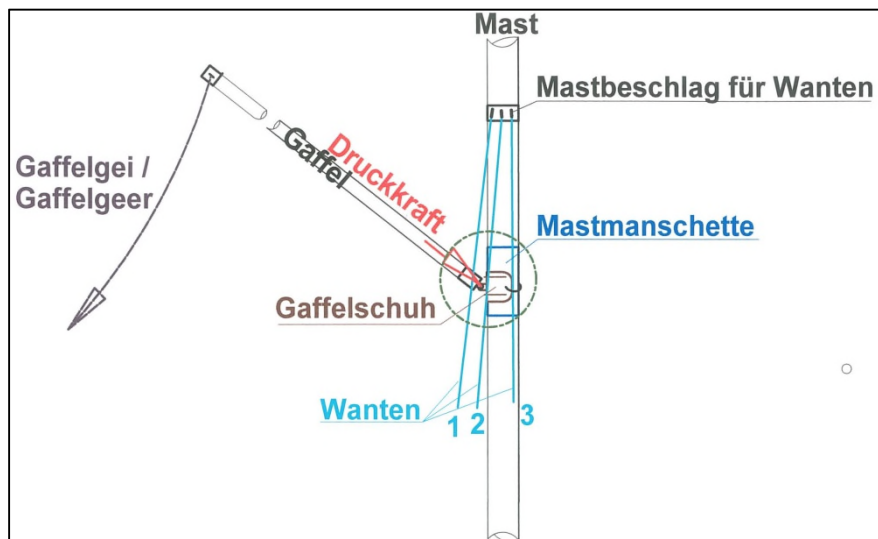 Mast
Mastbeschlag für Wanten
Gaffelgei /
Gaffelgeer
Gaffel
Druckkraft
Mastmanschette
Gaffelschuh
Wanten
1 2 3